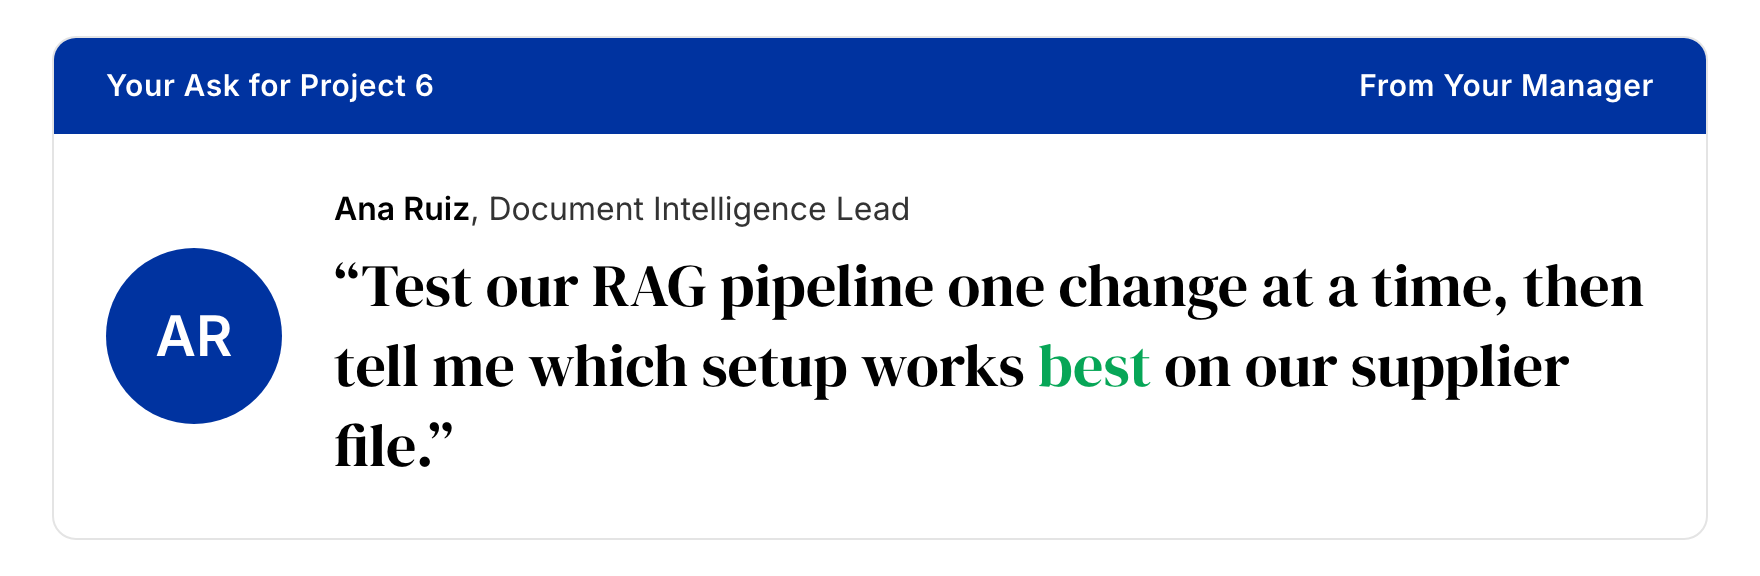 Your Ask for Project 6
From Your Manager
Ana Ruiz, Document Intelligence Lead
AR
“Test our RAG pipeline one change at a time, then
tell me which setup works best on our supplier
file.”